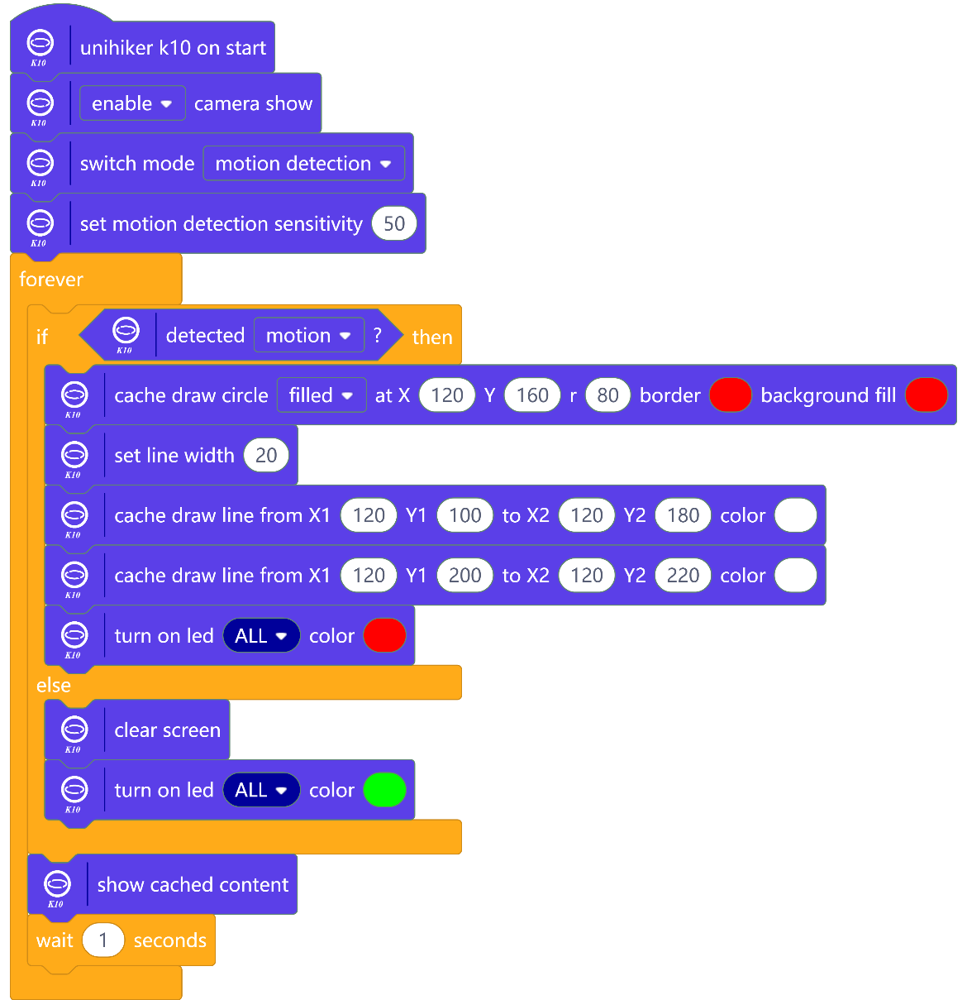 K10 unihiker k10 on start
K10 enable camera show
K10 switch mode motion detection
K10 set motion detection sensitivity 50
forever
if K10 detected motion ? then
K10 cache draw circle filled at X 120 Y 160 r 80 border background fill
K10 set line width 20
K10 cache draw line from X1 120 Y1 100 to X2 120 Y2 180 color
K10 cache draw line from X1 120 Y1 200 to X2 120 Y2 220 color
K10 turn on led ALL color
else
K10 clear screen
K10 turn on led ALL color
K10 show cached content
wait 1 seconds